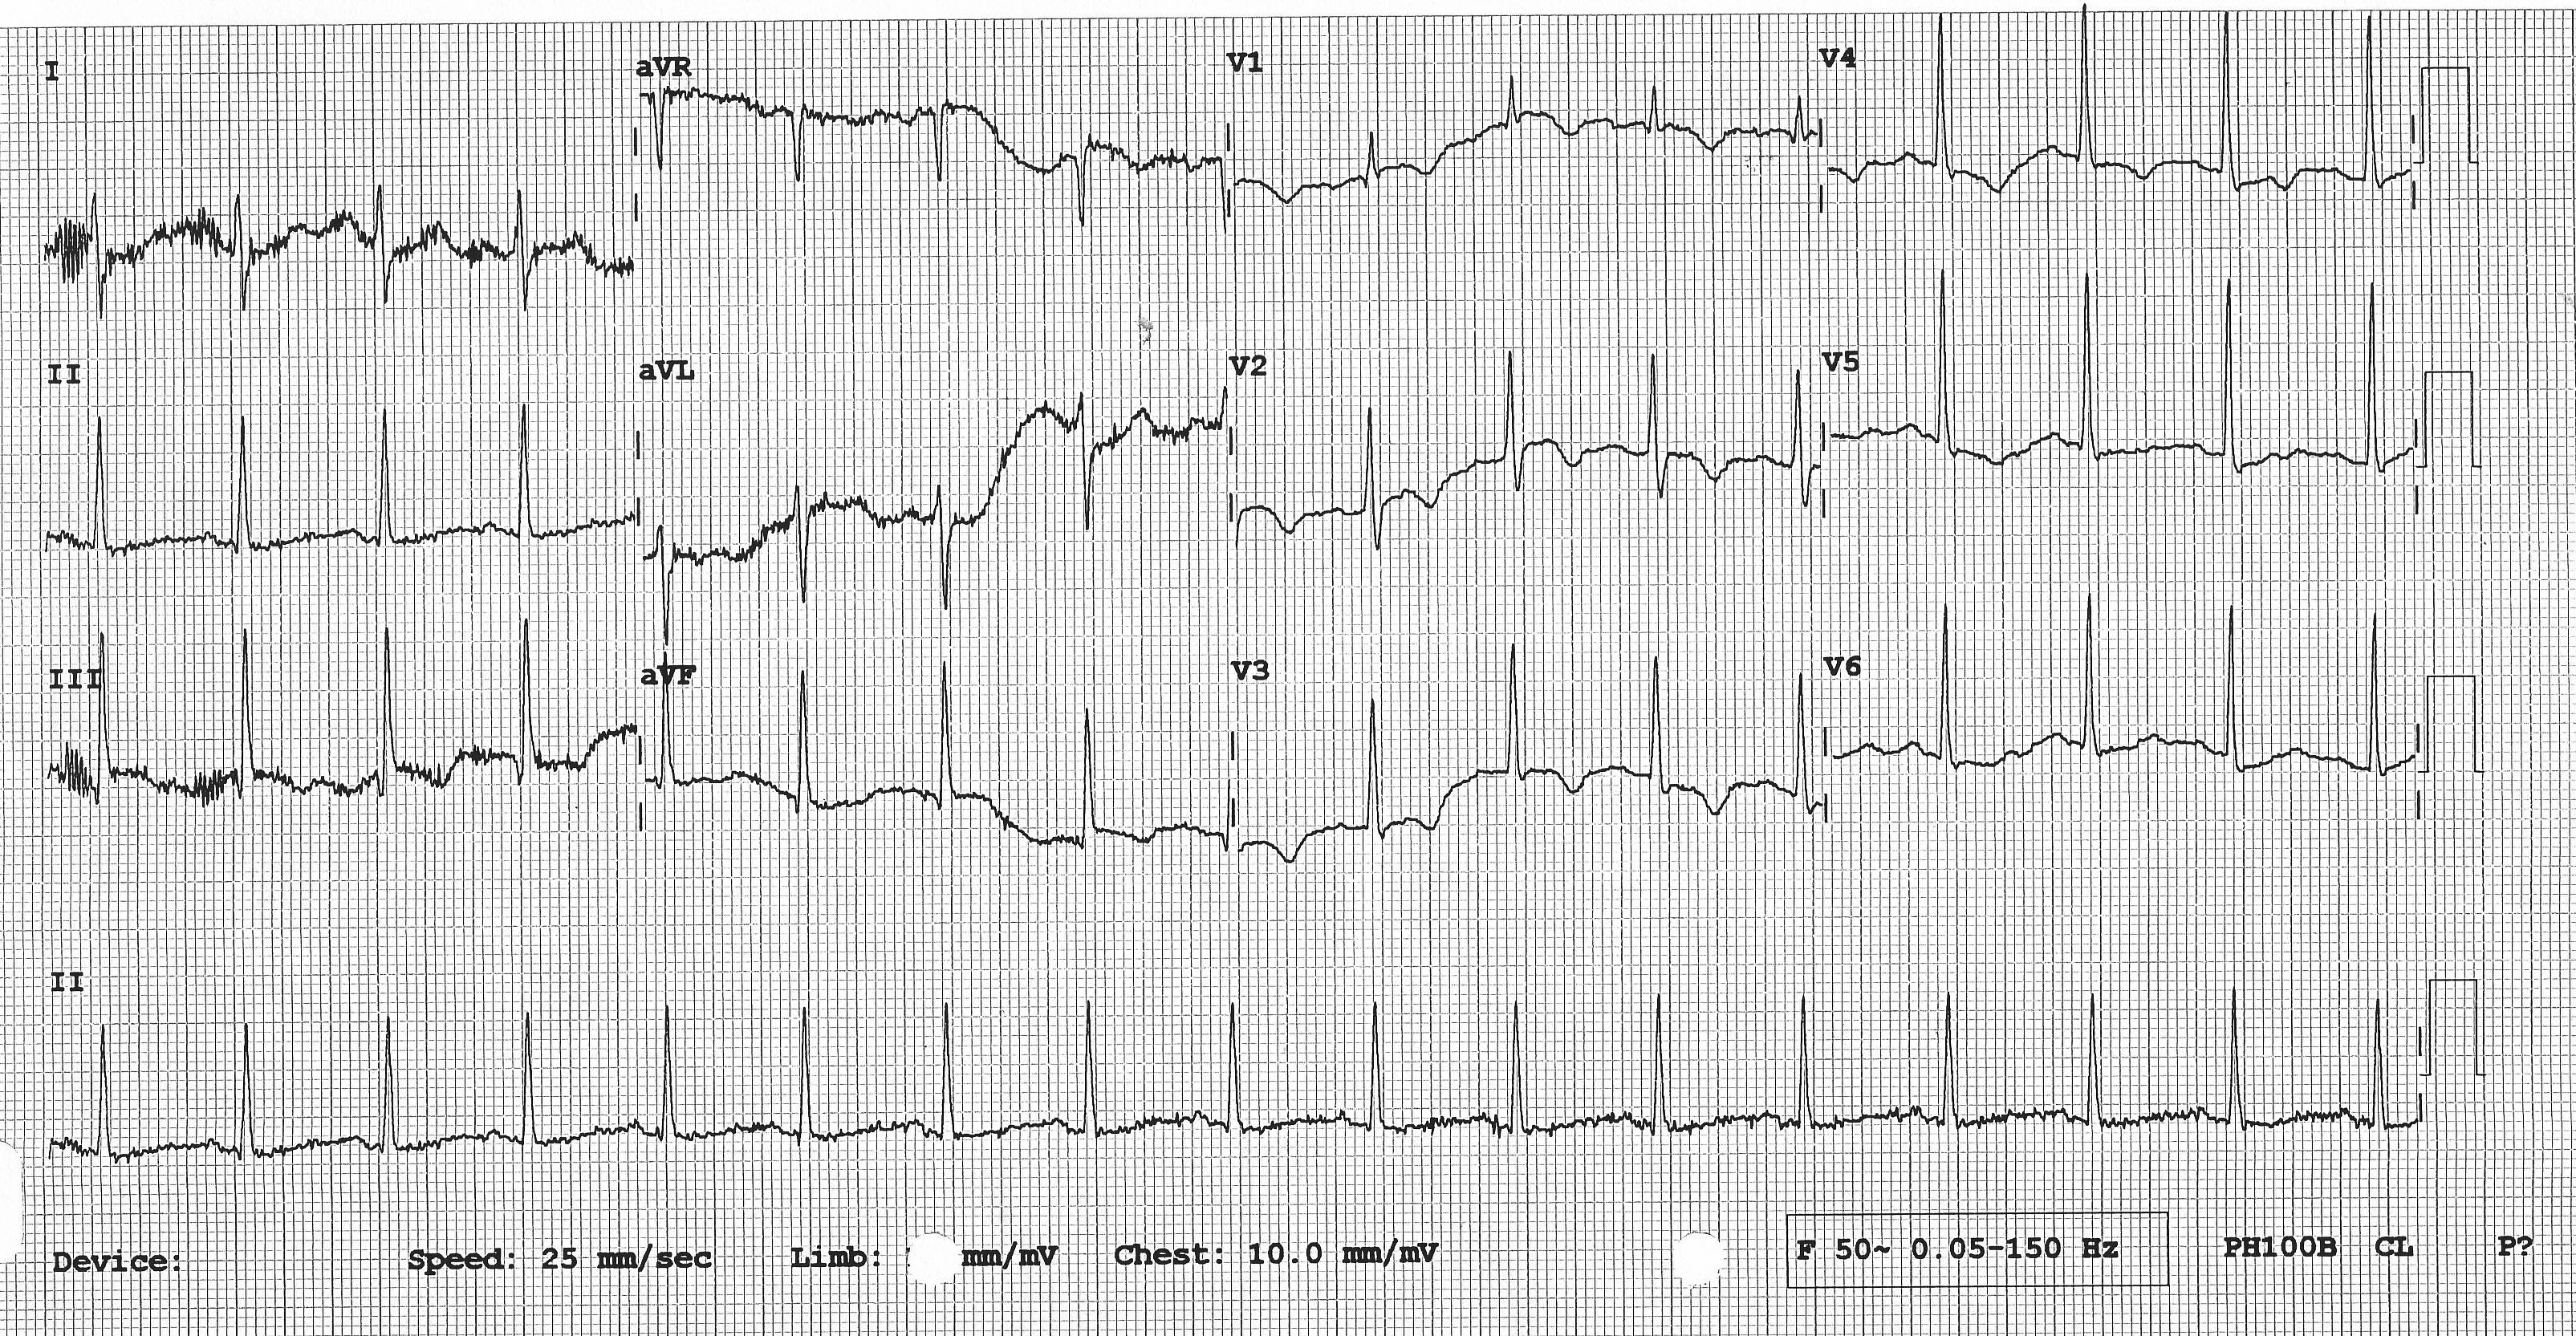 I aVR V1 V4
II aVL V2 V5
III aVF V3 V6
II
Device: Speed: 25 mm/sec Limb: mm/mV Chest: 10.0 mm/mV F 50~ 0.05-150 Hz PH100B CL P?